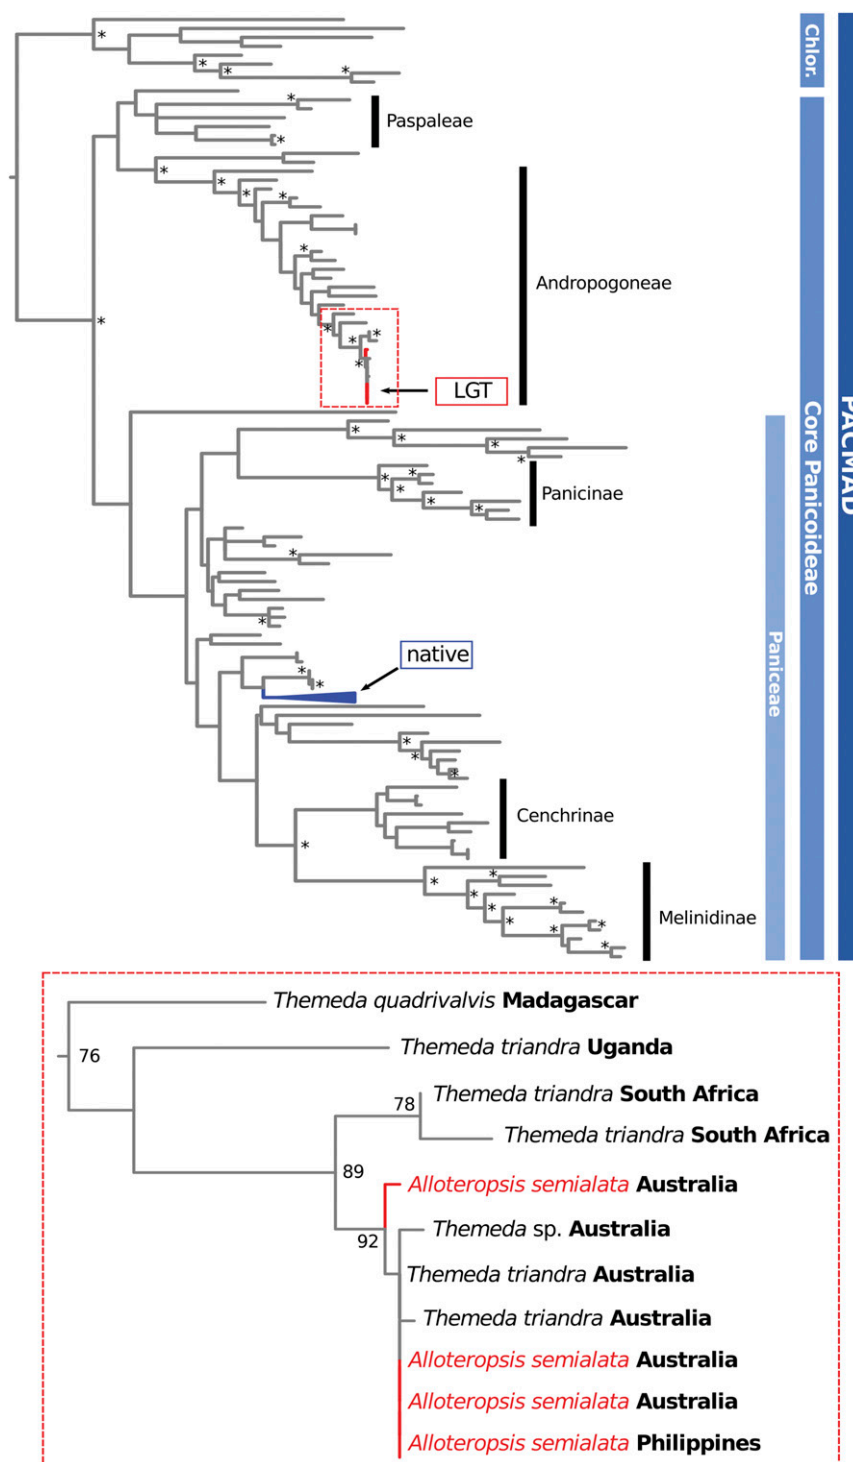 Chlor.
Paspaleae
Andropogoneae
LGT
PACMAD
Core Panicoideae
Panicinae
Paniceae
native
Cenchrinae
Melinidinae
Themeda quadrivalvis Madagascar
76
Themeda triandra Uganda
78
Themeda triandra South Africa
Themeda triandra South Africa
89
Alloteropsis semialata Australia
92
Themeda sp. Australia
Themeda triandra Australia
Themeda triandra Australia
Alloteropsis semialata Australia
Alloteropsis semialata Australia
Alloteropsis semialata Philippines